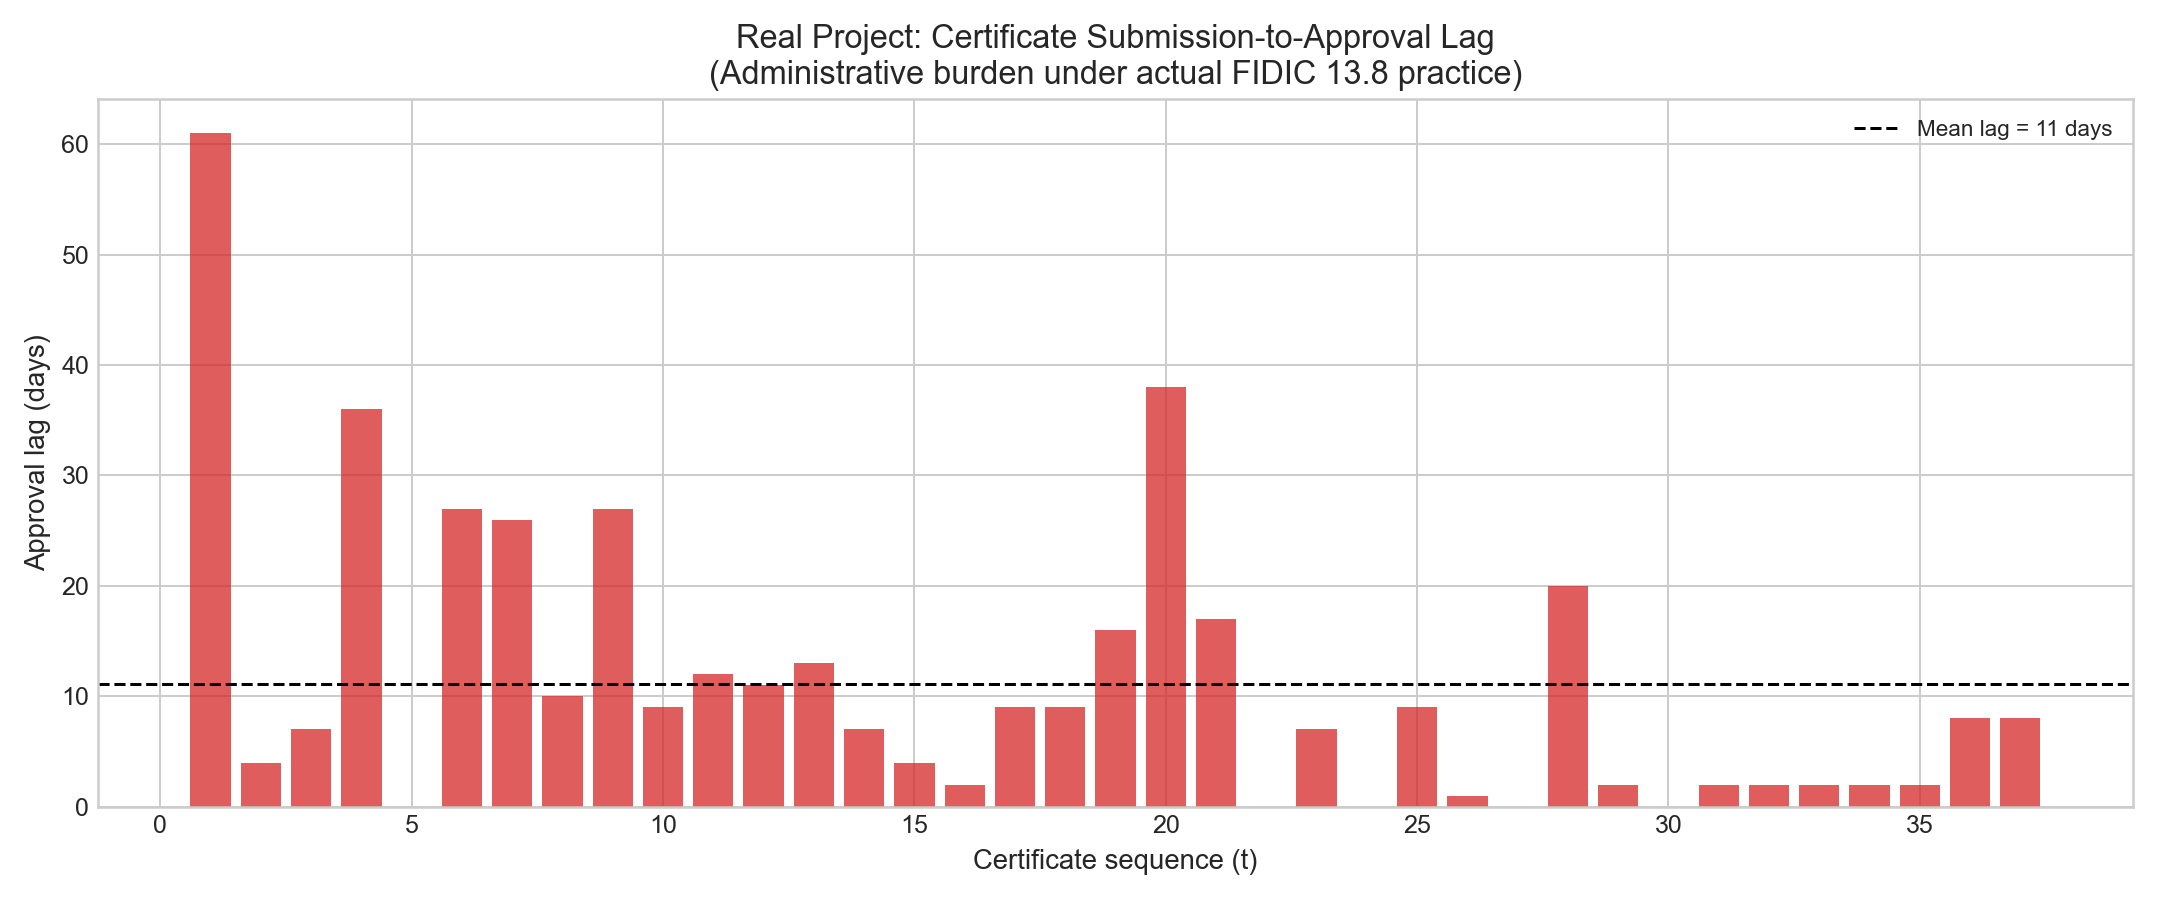 Real Project: Certificate Submission-to-Approval Lag
(Administrative burden under actual FIDIC 13.8 practice)
Mean lag = 11 days
Approval lag (days)
60
50
40
30
20
10
0
0 5 10 15 20 25 30 35
Certificate sequence (t)